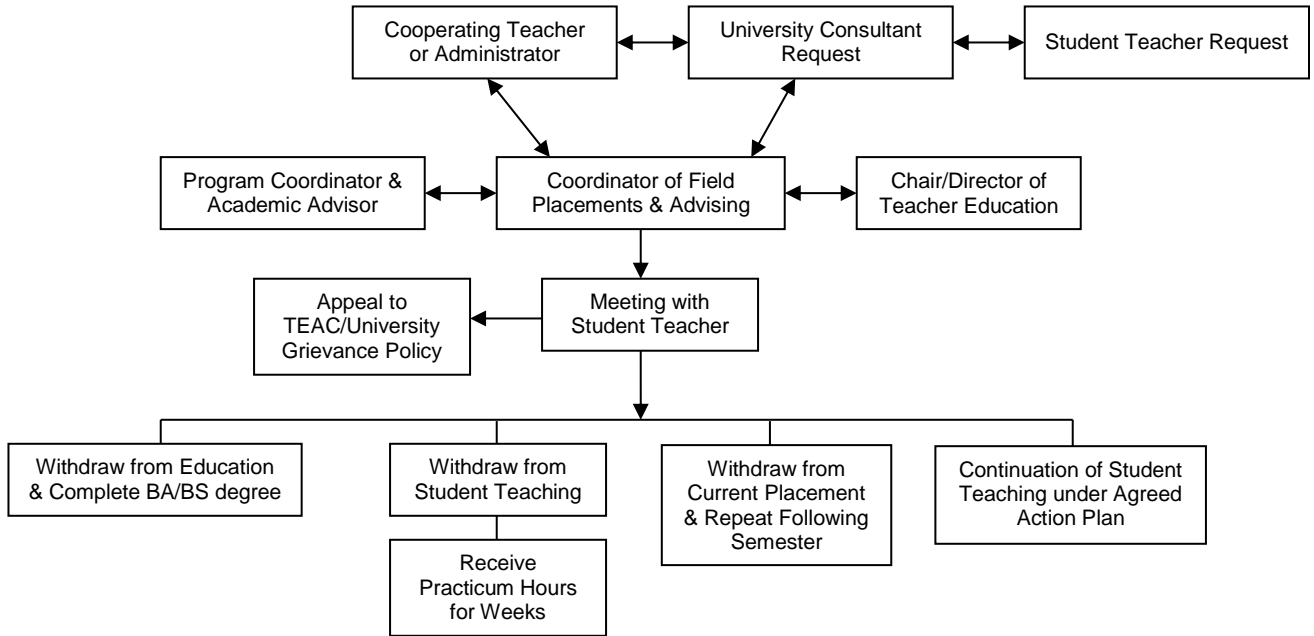 Cooperating Teacher
or Administrator
University Consultant
Request
Student Teacher Request
Program Coordinator &
Academic Advisor
Coordinator of Field
Placements & Advising
Chair/Director of
Teacher Education
Appeal to
TEAC/University
Grievance Policy
Meeting with
Student Teacher
Withdraw from Education
& Complete BA/BS degree
Withdraw from
Student Teaching
Withdraw from
Current Placement
& Repeat Following
Semester
Continuation of Student
Teaching under Agreed
Action Plan
Receive
Practicum Hours
for Weeks